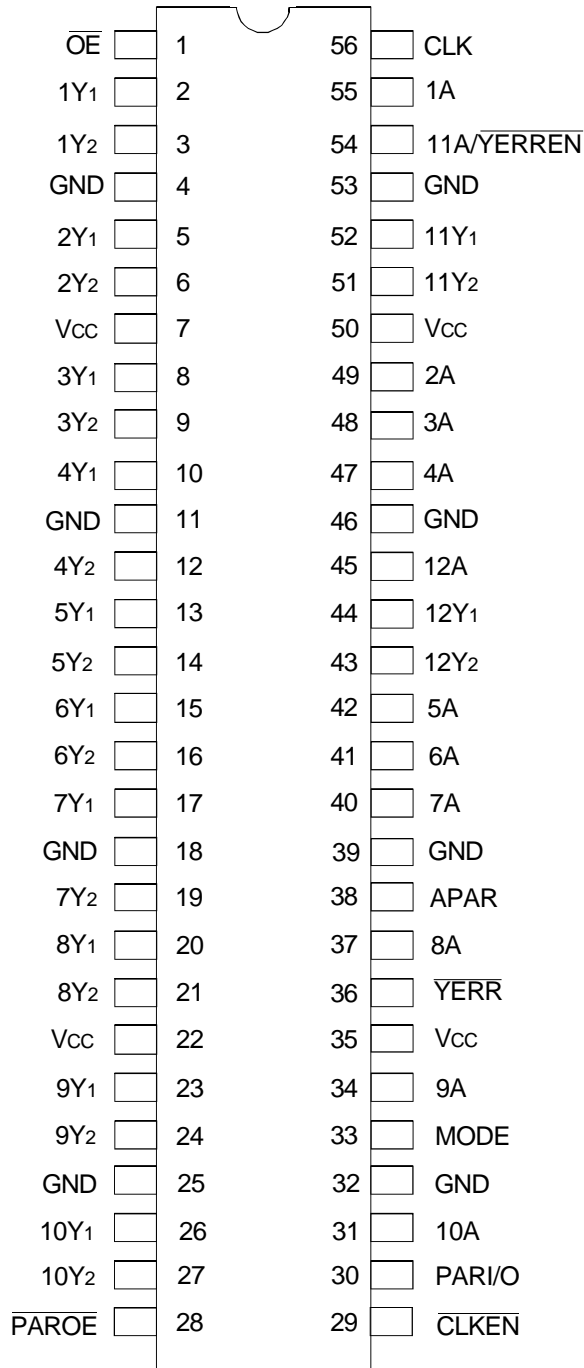 O̅E̅ 1 56 CLK
1Y1 2 55 1A
1Y2 3 54 11A/Y̅E̅R̅R̅E̅N̅
GND 4 53 GND
2Y1 5 52 11Y1
2Y2 6 51 11Y2
VCC 7 50 VCC
3Y1 8 49 2A
3Y2 9 48 3A
4Y1 10 47 4A
GND 11 46 GND
4Y2 12 45 12A
5Y1 13 44 12Y1
5Y2 14 43 12Y2
6Y1 15 42 5A
6Y2 16 41 6A
7Y1 17 40 7A
GND 18 39 GND
7Y2 19 38 APAR
8Y1 20 37 8A
8Y2 21 36 Y̅E̅R̅R̅
VCC 22 35 VCC
9Y1 23 34 9A
9Y2 24 33 MODE
GND 25 32 GND
10Y1 26 31 10A
10Y2 27 30 PARI/O
P̅A̅R̅O̅E̅ 28 29 C̅L̅K̅E̅N̅